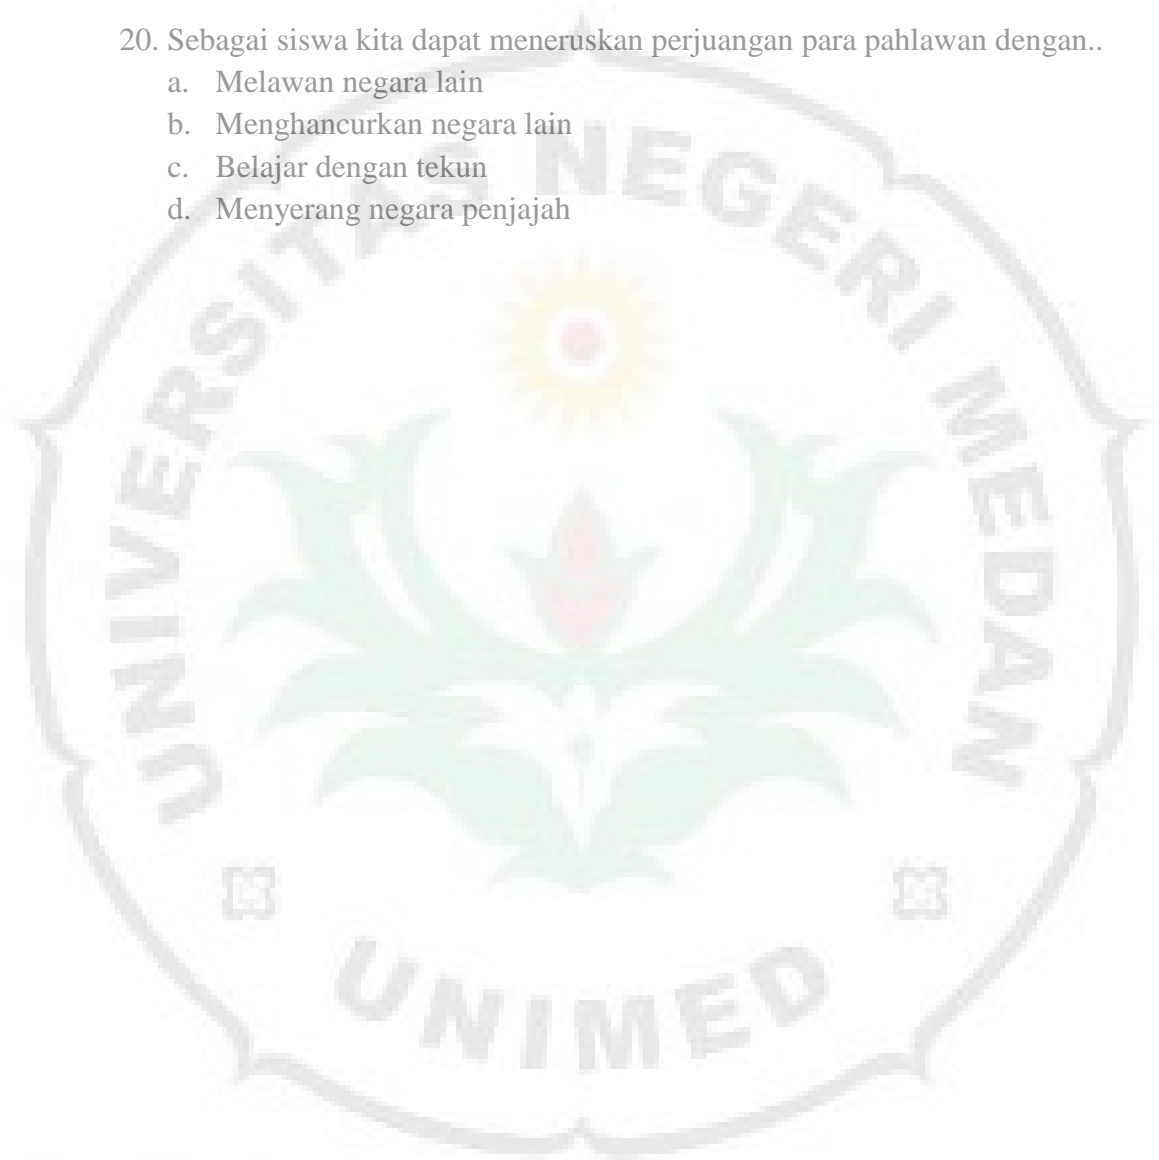 20. Sebagai siswa kita dapat meneruskan perjuangan para pahlawan dengan..
a. Melawan negara lain
b. Menghancurkan negara lain
c. Belajar dengan tekun
d. Menyerang negara penjajah
UNIVERSITAS NEGERI MEDAN
UNIMED